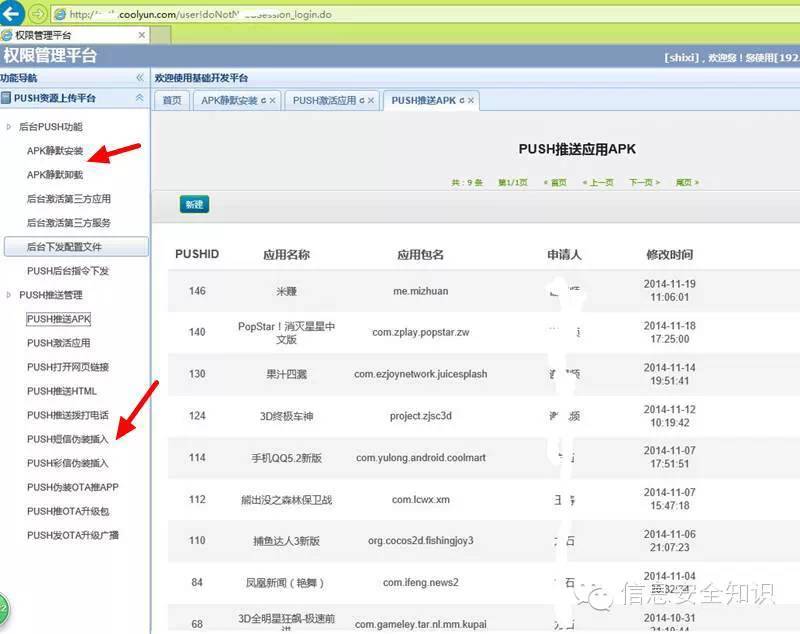 coolyun.com/user!doNot
ession_login.do
权限管理平台
权限管理平台
[shixi]，欢迎您！您使用[192.
功能导航
欢迎使用基础开发平台
PUSH资源上传平台
首页
APK静默安装
PUSH激活应用
PUSH推送APK
后台PUSH功能
APK静默安装
APK静默卸载
后台激活第三方应用
后台激活第三方服务
后台下发配置文件
PUSH后台指令下发
PUSH推送管理
PUSH推送APK
PUSH激活应用
PUSH打开网页链接
PUSH推送HTML
PUSH推送拨打电话
PUSH短信伪装插入
PUSH彩信伪装插入
PUSH伪装OTA推APP
PUSH推OTA升级包
PUSH发OTA升级广播
PUSH推送应用APK
共：9 条 第1/1页 « 首页 « 上一页 下一页 » 尾页 »
新建
PUSHID 应用名称 应用包名 申请人 修改时间
146 米赚 me.mizhuan 2014-11-19
11:06:01
140 PopStar！消灭星星中文版 com.zplay.popstar.zw 2014-11-18
17:25:00
130 果汁四溅 com.ezjoynetwork.juicesplash 2014-11-14
19:51:41
124 3D终极车神 project.zjsc3d 2014-11-12
10:19:42
114 手机QQ5.2新版 com.yulong.android.coolmart 2014-11-07
17:51:51
112 熊出没之森林保卫战 com.lcwx.xm 2014-11-07
15:47:18
110 捕鱼达人3新版 org.cocos2d.fishingjoy3 2014-11-06
21:07:23
84 凤凰新闻（艳舞） com.ifeng.news2 2014-11-04
20:32:34
68 3D全明星狂飙-极速前进 com.gameley.tar.nl.mm.kupai 2014-10-31
信息安全知识